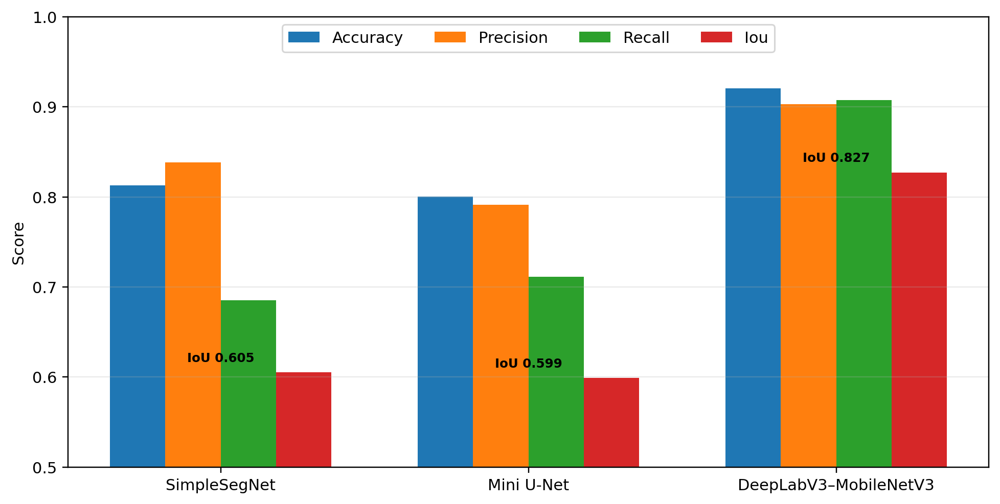 1.0
Accuracy Precision Recall Iou
0.9
IoU 0.827
0.8
Score
0.7
IoU 0.605
IoU 0.599
0.6
0.5
SimpleSegNet Mini U-Net DeepLabV3–MobileNetV3